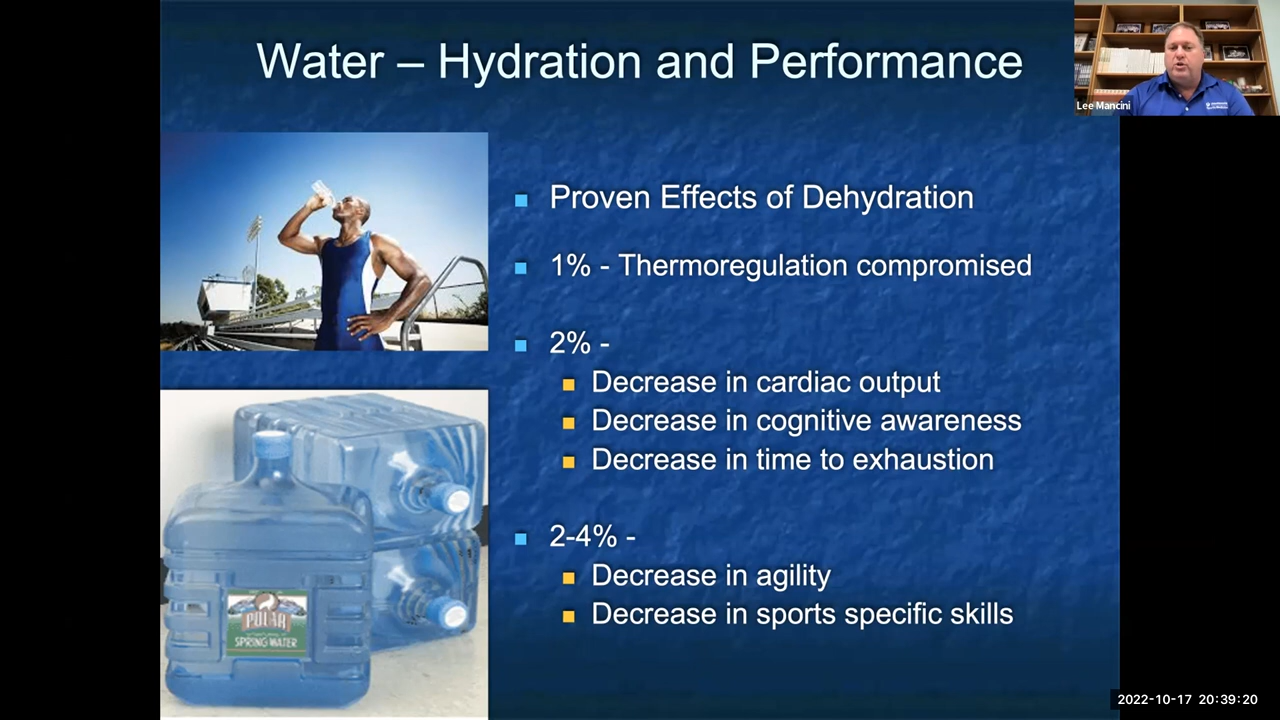 Water – Hydration and Performance
Lee Mancini
Proven Effects of Dehydration
1% - Thermoregulation compromised
2% -
Decrease in cardiac output
Decrease in cognitive awareness
Decrease in time to exhaustion
2-4% -
Decrease in agility
Decrease in sports specific skills
POLAR
SPRING WATER
2022-10-17 20:39:20